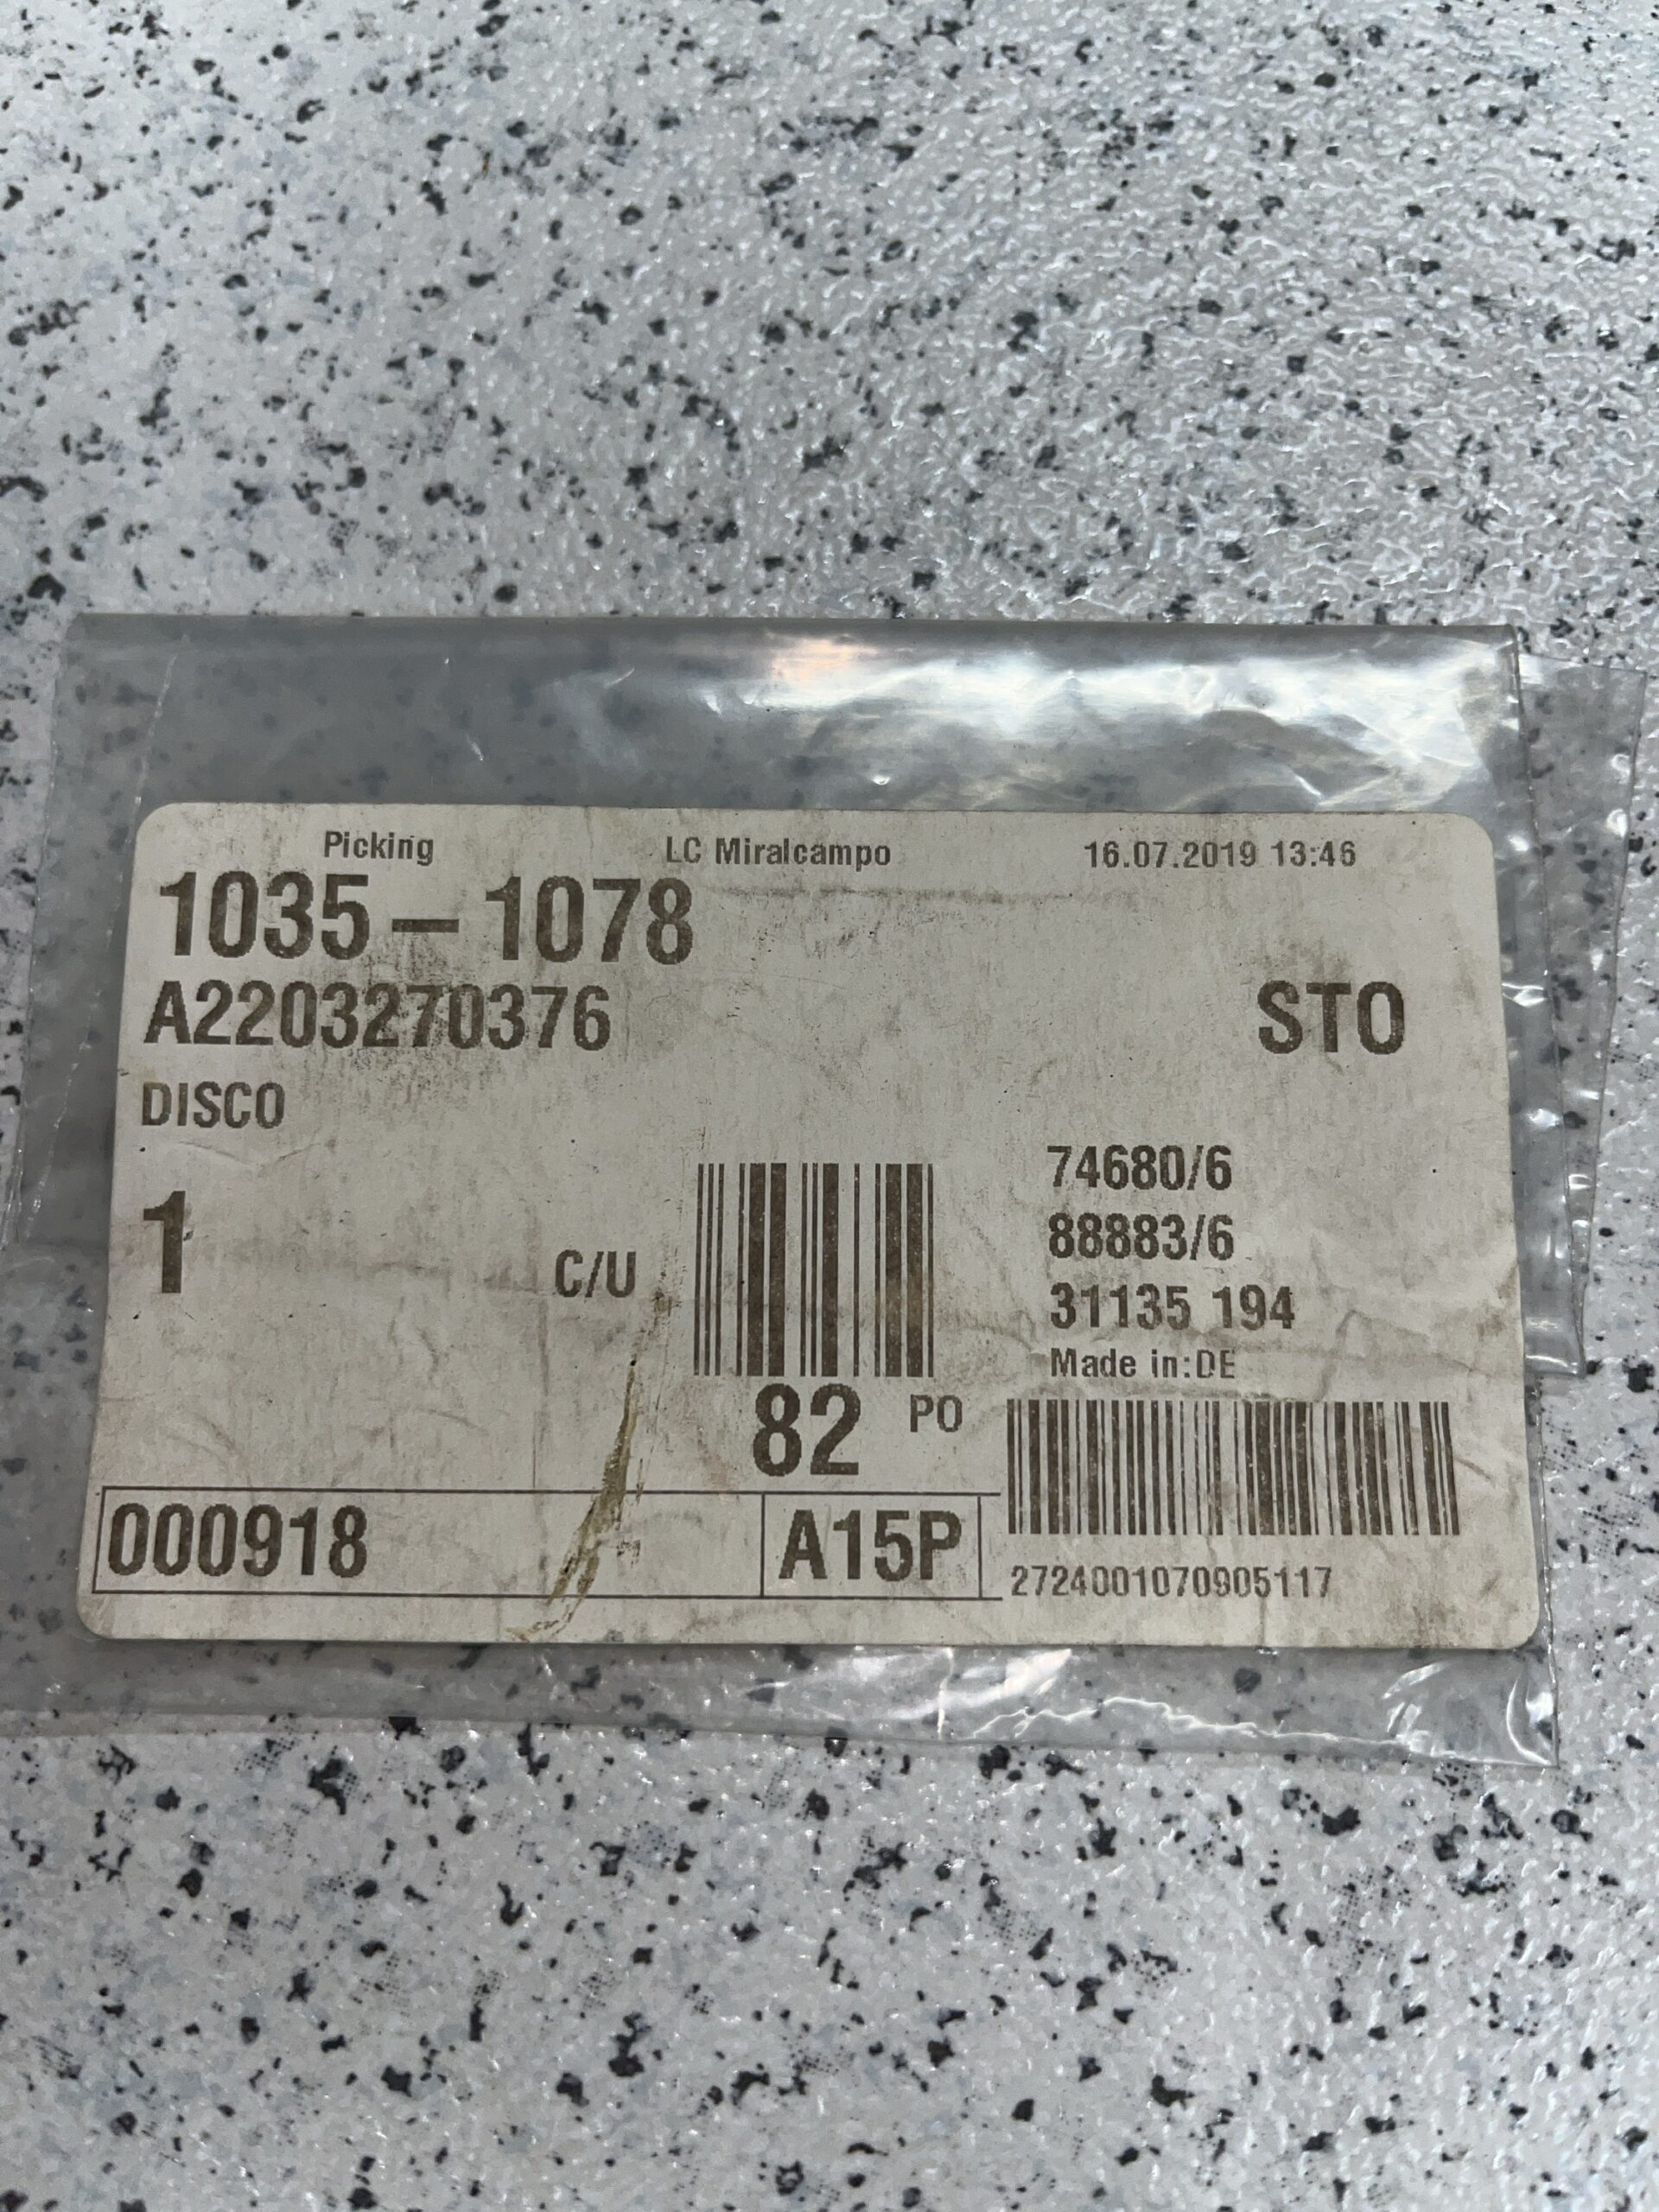 Picking LC Miralcampo 16.07.2019 13:46
1035 – 1078
A2203270376 STO
DISCO
74680/6
1 88883/6
C/U 31135 194
Made in:DE
82 PO
000918 A15P
2724001070905117